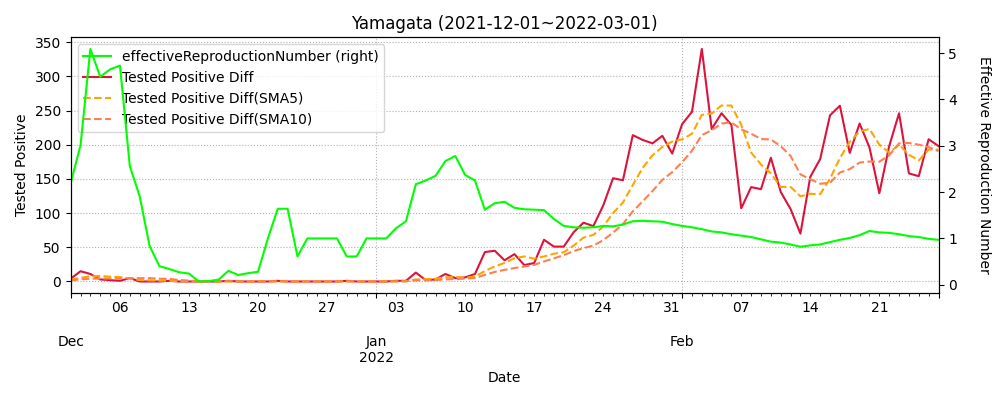 Yamagata (2021-12-01~2022-03-01)
effectiveReproductionNumber (right)
Tested Positive Diff
Tested Positive Diff(SMA5)
Tested Positive Diff(SMA10)
Tested Positive
350
300
250
200
150
100
50
0
5
4
3
2
1
0
Effective Reproduction Number
06 13 20 27 03 10 17 24 31 07 14 21
Dec Jan Feb
2022
Date